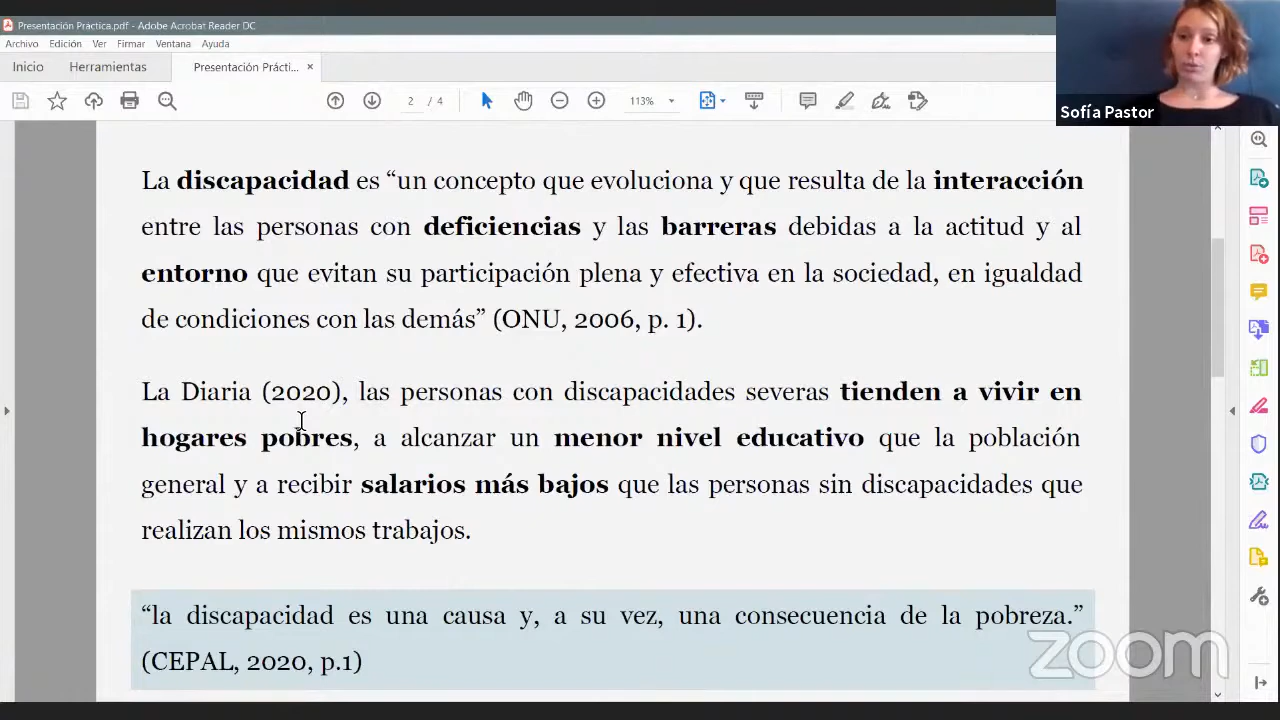 Presentación Práctica.pdf - Adobe Acrobat Reader DC
Archivo Edición Ver Firmar Ventana Ayuda
Inicio Herramientas Presentación Prácti... ×
2 / 4 113%
Sofía Pastor
La discapacidad es “un concepto que evoluciona y que resulta de la interacción
entre las personas con deficiencias y las barreras debidas a la actitud y al
entorno que evitan su participación plena y efectiva en la sociedad, en igualdad
de condiciones con las demás” (ONU, 2006, p. 1).
La Diaria (2020), las personas con discapacidades severas tienden a vivir en
hogares pobres, a alcanzar un menor nivel educativo que la población
general y a recibir salarios más bajos que las personas sin discapacidades que
realizan los mismos trabajos.
“la discapacidad es una causa y, a su vez, una consecuencia de la pobreza.”
(CEPAL, 2020, p.1)
zoom